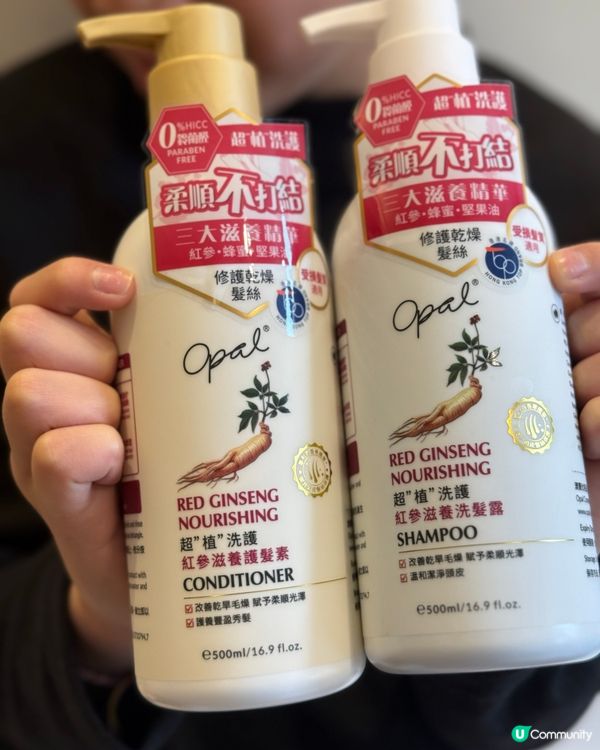 0%HICC
殺菌劑
PARABEN
FREE
超"植"洗護
柔順不打結
三大滋養精華
紅參·蜂蜜·堅果油
修護乾燥
髮絲
受損髮質
適用
Opal®
RED GINSENG
NOURISHING
超"植"洗護
紅參滋養護髮素
CONDITIONER
改善乾旱毛燥 賦予柔順光澤
護養豐盈秀髮
℮500ml/16.9 fl.oz.
0%HICC
殺菌劑
PARABEN
FREE
超"植"洗護
柔順不打結
三大滋養精華
紅參·蜂蜜·堅果油
修護乾燥
髮絲
受損髮質
適用
HONG KONG
Opal®
RED GINSENG
NOURISHING
超"植"洗護
紅參滋養洗髮露
SHAMPOO
改善乾旱毛燥 賦予柔順光澤
溫和潔淨頭皮
℮500ml/16.9 fl.oz.
U Community